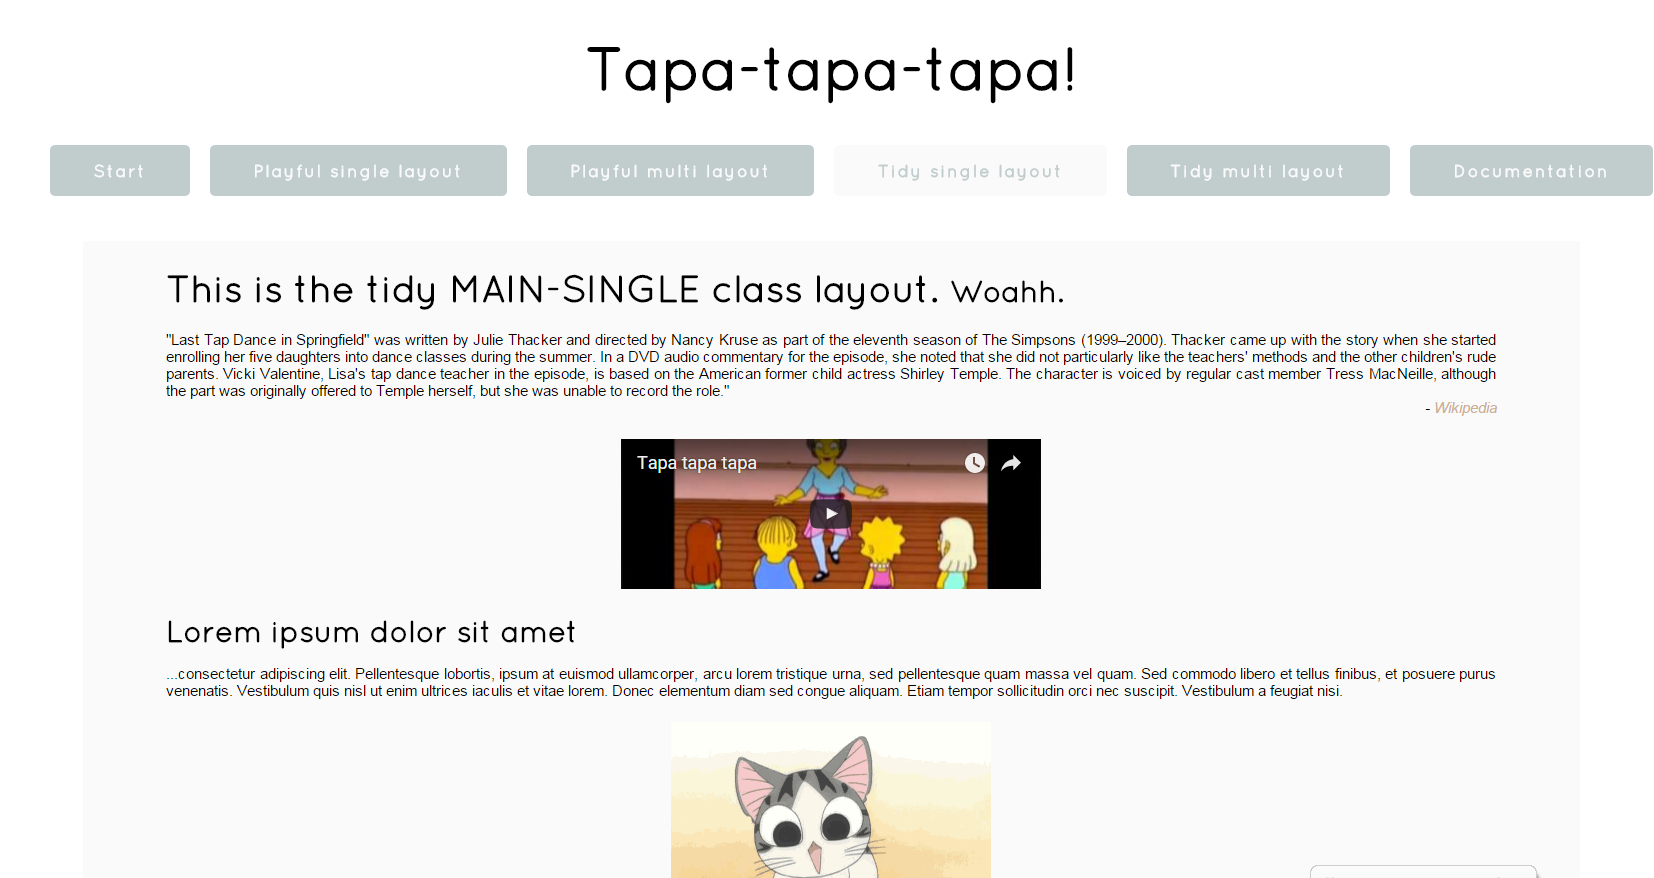 Tapa-tapa-tapa!
Start
Playful single layout
Playful multi layout
Tidy single layout
Tidy multi layout
Documentation
This is the tidy MAIN-SINGLE class layout. Woahh.
"Last Tap Dance in Springfield" was written by Julie Thacker and directed by Nancy Kruse as part of the eleventh season of The Simpsons (1999–2000). Thacker came up with the story when she started
enrolling her five daughters into dance classes during the summer. In a DVD audio commentary for the episode, she noted that she did not particularly like the teachers' methods and the other children's rude
parents. Vicki Valentine, Lisa's tap dance teacher in the episode, is based on the American former child actress Shirley Temple. The character is voiced by regular cast member Tress MacNeille, although
the part was originally offered to Temple herself, but she was unable to record the role."
- Wikipedia
Tapa tapa tapa
Lorem ipsum dolor sit amet
...consectetur adipiscing elit. Pellentesque lobortis, ipsum at euismod ullamcorper, arcu lorem tristique urna, sed pellentesque quam massa vel quam. Sed commodo libero et tellus finibus, et posuere purus
venenatis. Vestibulum quis nisl ut enim ultrices iaculis et vitae lorem. Donec elementum diam sed congue aliquam. Etiam tempor sollicitudin orci nec suscipit. Vestibulum a feugiat nisi.